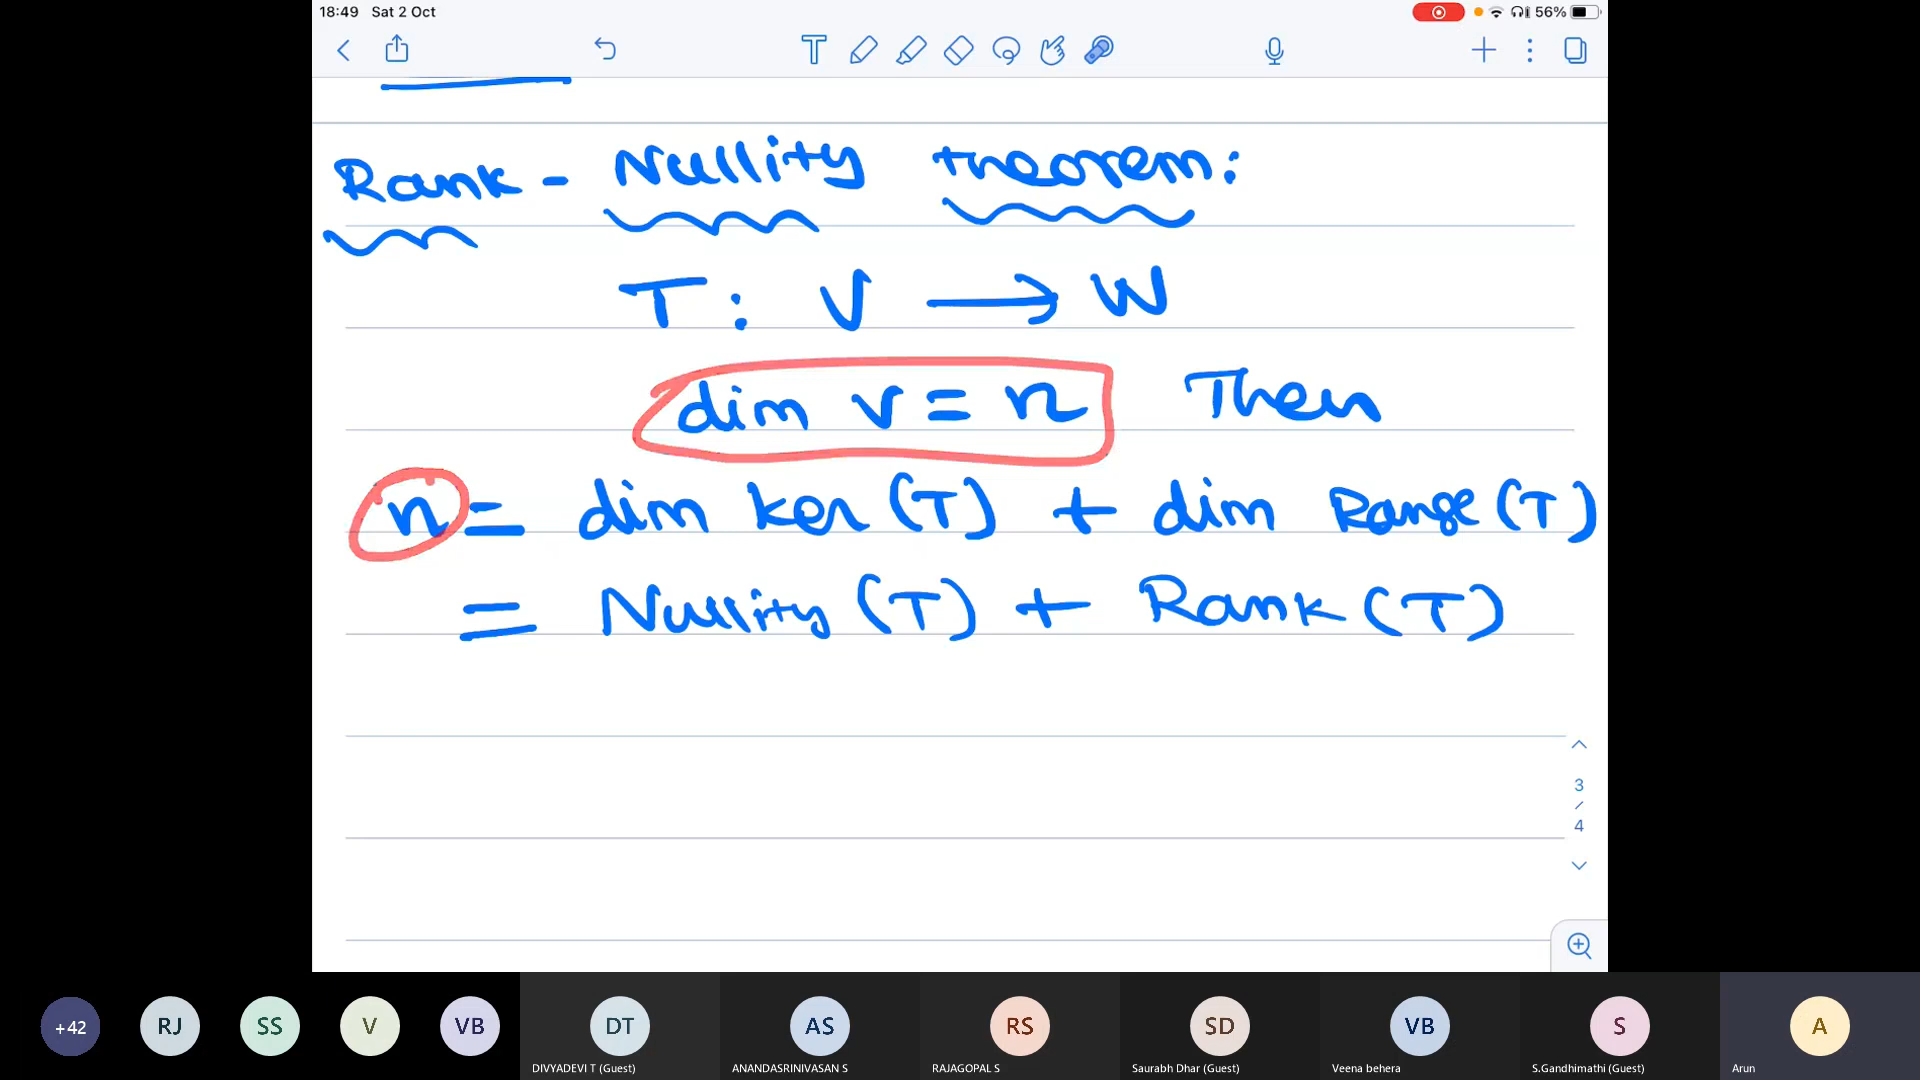 18:49 Sat 2 Oct 56%
Rank - Nullity theorem:
T : V → W
dim V = n Then
n = dim ker (T) + dim Range (T)
= Nullity (T) + Rank (T)
3
/
4
+42 RJ SS V VB DT AS RS SD VB S A
DIVYADEVI T (Guest) ANANDASRINIVASAN S RAJAGOPAL S Saurabh Dhar (Guest) Veena behera S.Gandhimathi (Guest) Arun